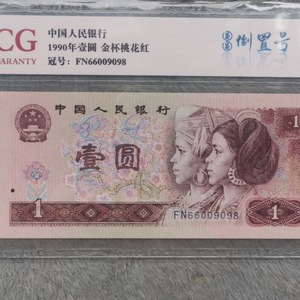 CG
WARRANTY
中国人民银行
1990年壹圆 金杯桃花红
冠号: FN66009098
倒置号
中国人民银行
壹圆
FN66009098
1
1